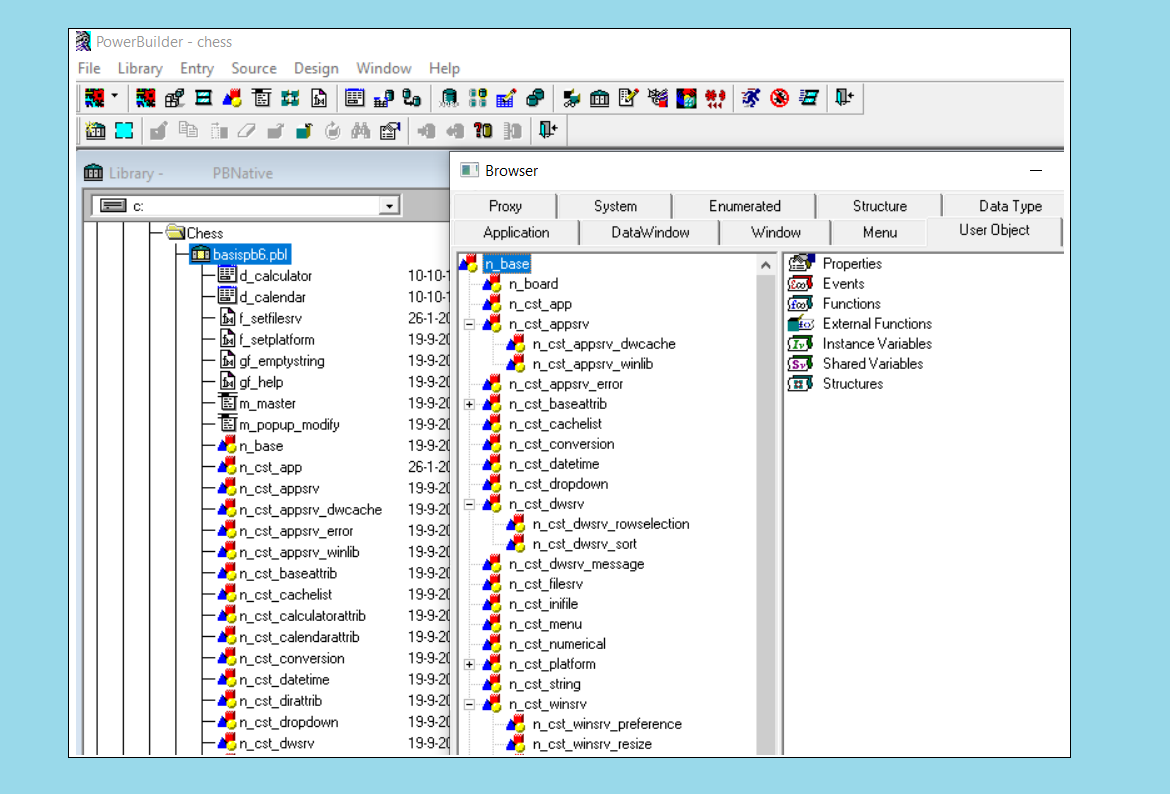 PowerBuilder - chess
File Library Entry Source Design Window Help
Library - PBNative
c:
Chess
basispb6.pbl
d_calculator 10-10-1
d_calendar 10-10-1
f_setfilesrv 26-1-20
f_setplatform 19-9-20
gf_emptystring 19-9-20
gf_help 19-9-20
m_master 19-9-20
m_popup_modify 19-9-20
n_base 19-9-20
n_cst_app 26-1-20
n_cst_appsrv 19-9-20
n_cst_appsrv_dwcache 19-9-20
n_cst_appsrv_error 19-9-20
n_cst_appsrv_winlib 19-9-20
n_cst_baseattrib 19-9-20
n_cst_cachelist 19-9-20
n_cst_calculatorattrib 19-9-20
n_cst_calendarattrib 19-9-20
n_cst_conversion 19-9-20
n_cst_datetime 19-9-20
n_cst_dirattrib 19-9-20
n_cst_dropdown 19-9-20
n_cst_dwsrv 19-9-20
Browser
Proxy System Enumerated Structure Data Type
Application DataWindow Window Menu User Object
n_base
n_board
n_cst_app
n_cst_appsrv
n_cst_appsrv_dwcache
n_cst_appsrv_winlib
n_cst_appsrv_error
n_cst_baseattrib
n_cst_cachelist
n_cst_conversion
n_cst_datetime
n_cst_dropdown
n_cst_dwsrv
n_cst_dwsrv_rowselection
n_cst_dwsrv_sort
n_cst_dwsrv_message
n_cst_filesrv
n_cst_inifile
n_cst_menu
n_cst_numerical
n_cst_platform
n_cst_string
n_cst_winsrv
n_cst_winsrv_preference
n_cst_winsrv_resize
Properties
Events
Functions
External Functions
Instance Variables
Shared Variables
Structures